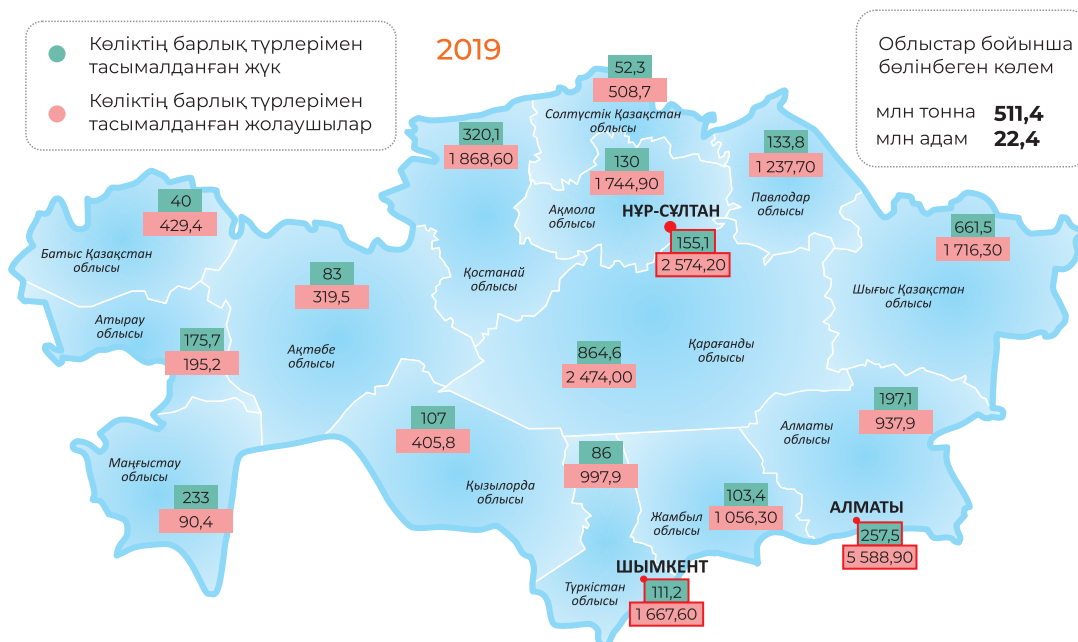 Көліктің барлық түрлерімен
тасымалданған жүк
Көліктің барлық түрлерімен
тасымалданған жолаушылар
2019
Облыстар бойынша
бөлінбеген көлем
млн тонна 511,4
млн адам 22,4
52,3
508,7
Солтүстік Қазақстан
облысы
320,1
1 868,60
Қостанай
облысы
130
1 744,90
Ақмола
облысы
НҰР-СҰЛТАН
155,1
2 574,20
133,8
1 237,70
Павлодар
облысы
40
429,4
Батыс Қазақстан
облысы
661,5
1 716,30
Шығыс Қазақстан
облысы
83
319,5
Ақтөбе
облысы
Атырау
облысы
175,7
195,2
864,6
2 474,00
Қарағанды
облысы
197,1
937,9
Алматы
облысы
107
405,8
Қызылорда
облысы
86
997,9
Түркістан
облысы
Маңғыстау
облысы
233
90,4
103,4
1 056,30
Жамбыл
облысы
АЛМАТЫ
257,5
5 588,90
ШЫМКЕНТ
111,2
1 667,60